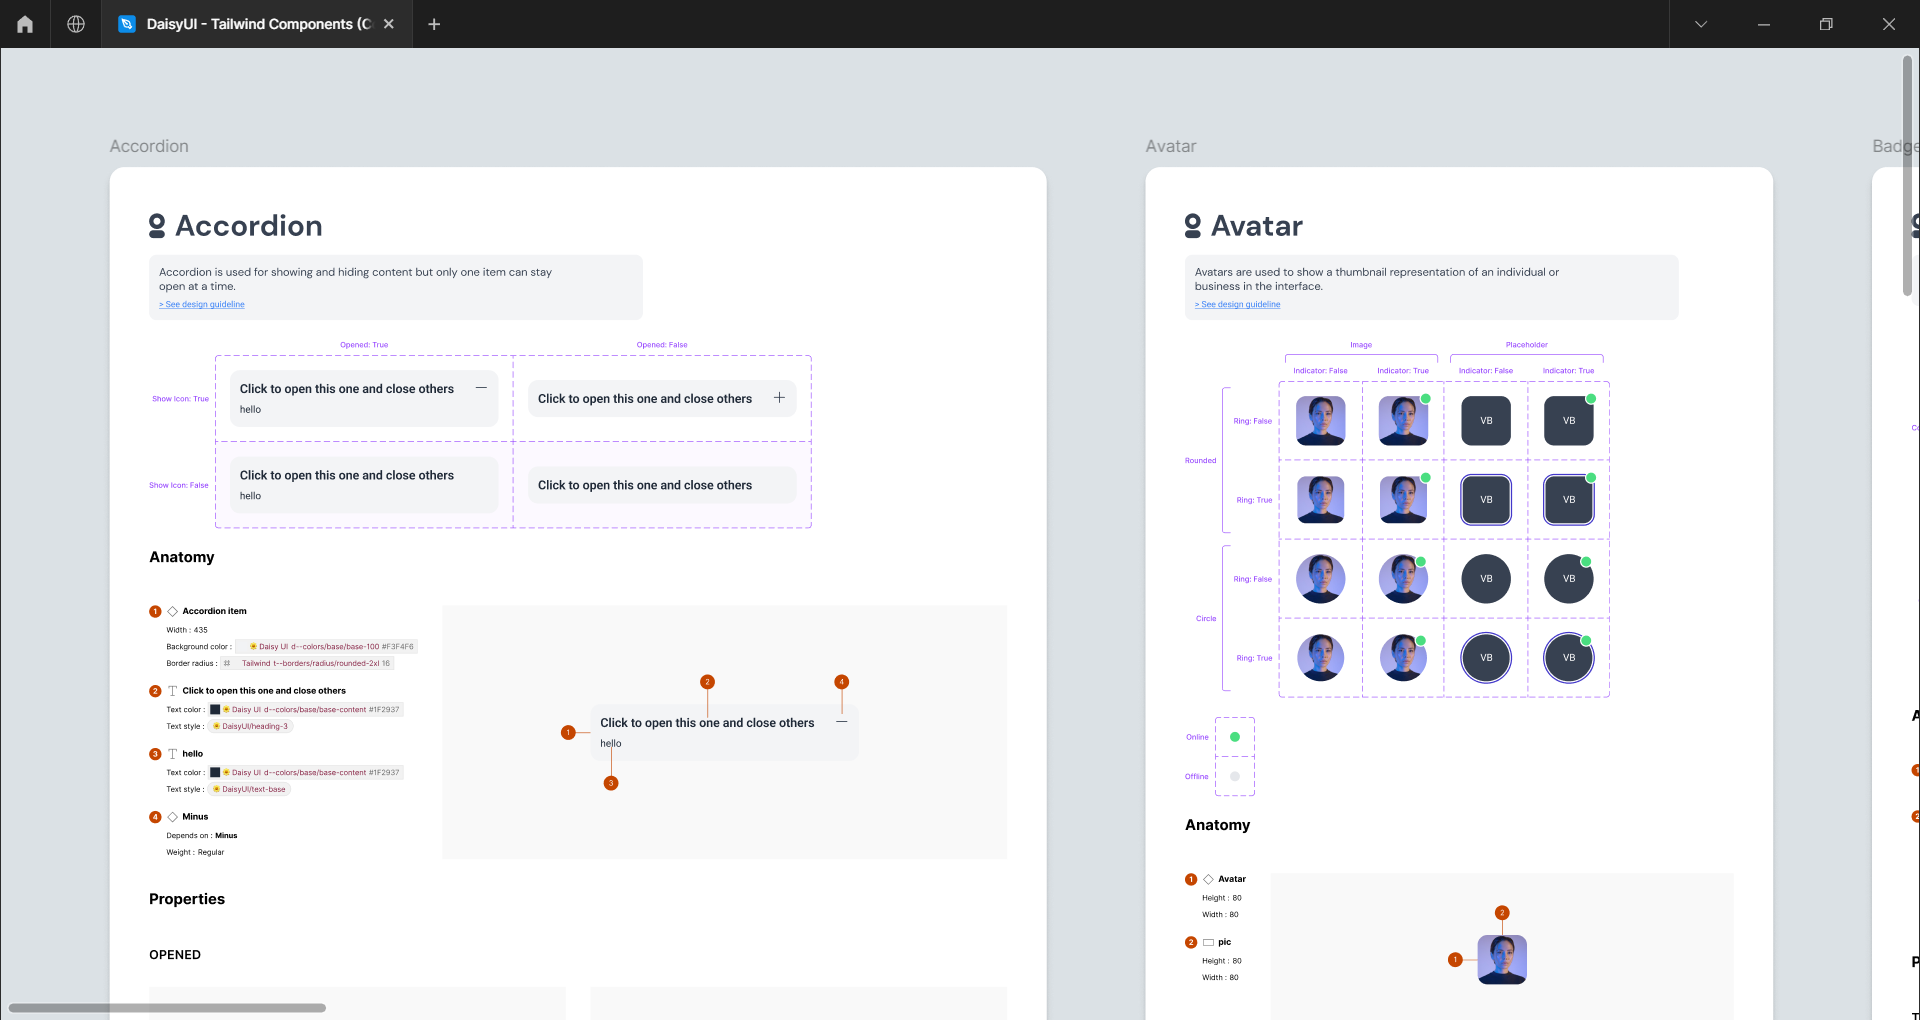 DaisyUI - Tailwind Components (C
Accordion
Avatar
Badge
Accordion
Accordion is used for showing and hiding content but only one item can stay
open at a time.
> See design guideline
Opened: True
Opened: False
Show Icon: True
Click to open this one and close others
hello
Click to open this one and close others
Show Icon: False
Click to open this one and close others
hello
Click to open this one and close others
Anatomy
1 Accordion item
Width : 435
Background color : Daisy UI d--colors/base/base-100 #F3F4F6
Border radius : Tailwind t--borders/radius/rounded-2xl 16
2 Click to open this one and close others
Text color : Daisy UI d--colors/base/base-content #1F2937
Text style : DaisyUI/heading-3
3 hello
Text color : Daisy UI d--colors/base/base-content #1F2937
Text style : DaisyUI/text-base
4 Minus
Depends on : Minus
Weight : Regular
2
4
1
Click to open this one and close others
hello
3
Properties
OPENED
Avatar
Avatars are used to show a thumbnail representation of an individual or
business in the interface.
> See design guideline
Image
Placeholder
Indicator: False
Indicator: True
Indicator: False
Indicator: True
Rounded
Ring: False
VB
VB
Ring: True
VB
VB
Circle
Ring: False
VB
VB
Ring: True
VB
VB
Online
Offline
Anatomy
1 Avatar
Height : 80
Width : 80
2 pic
Height : 80
Width : 80
2
1